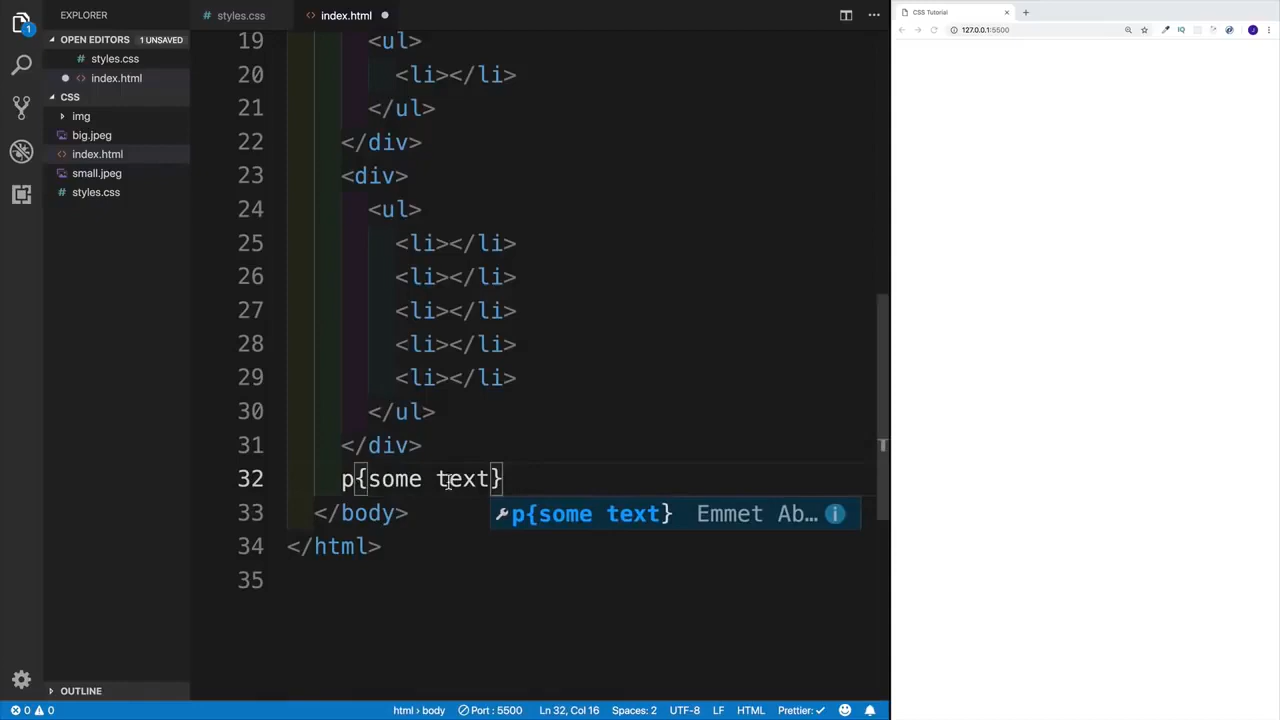 EXPLORER
OPEN EDITORS 1 UNSAVED
# styles.css
<> index.html
CSS
img
big.jpeg
<> index.html
small.jpeg
# styles.css
OUTLINE
1
# styles.css
<> index.html
19 <ul>
20 <li></li>
21 </ul>
22 </div>
23 <div>
24 <ul>
25 <li></li>
26 <li></li>
27 <li></li>
28 <li></li>
29 <li></li>
30 </ul>
31 </div>
32 p{some text}
33 </body>
p{some text} Emmet Ab…
34 </html>
35
0 0 html › body Port : 5500 Ln 32, Col 16 Spaces: 2 UTF-8 LF HTML Prettier: ✓
CSS Tutorial
127.0.0.1:5500
IQ
J